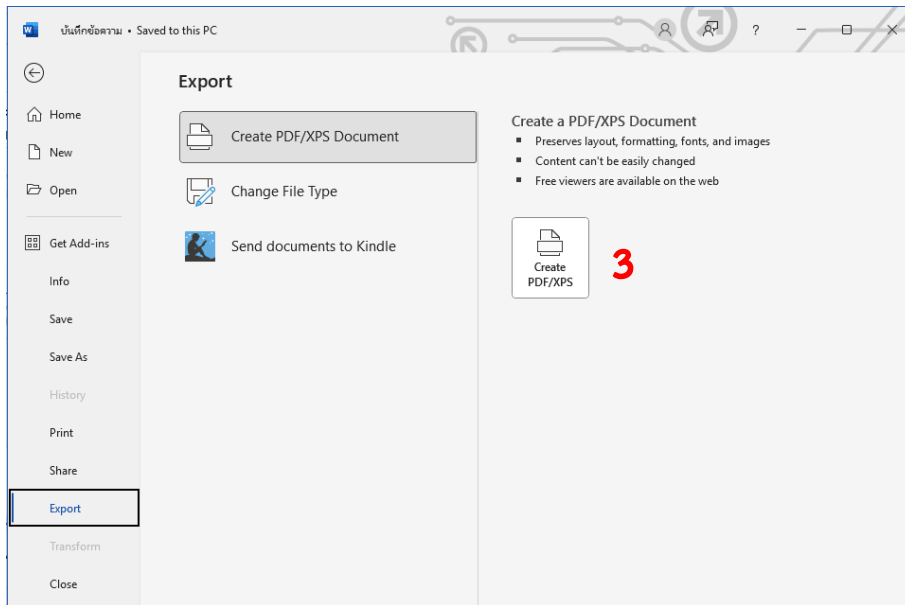 บันทึกข้อความ • Saved to this PC
?
Export
Home
New
Open
Get Add-ins
Info
Save
Save As
History
Print
Share
Export
Transform
Close
Create PDF/XPS Document
Change File Type
Send documents to Kindle
Create a PDF/XPS Document
Preserves layout, formatting, fonts, and images
Content can't be easily changed
Free viewers are available on the web
Create
PDF/XPS
3